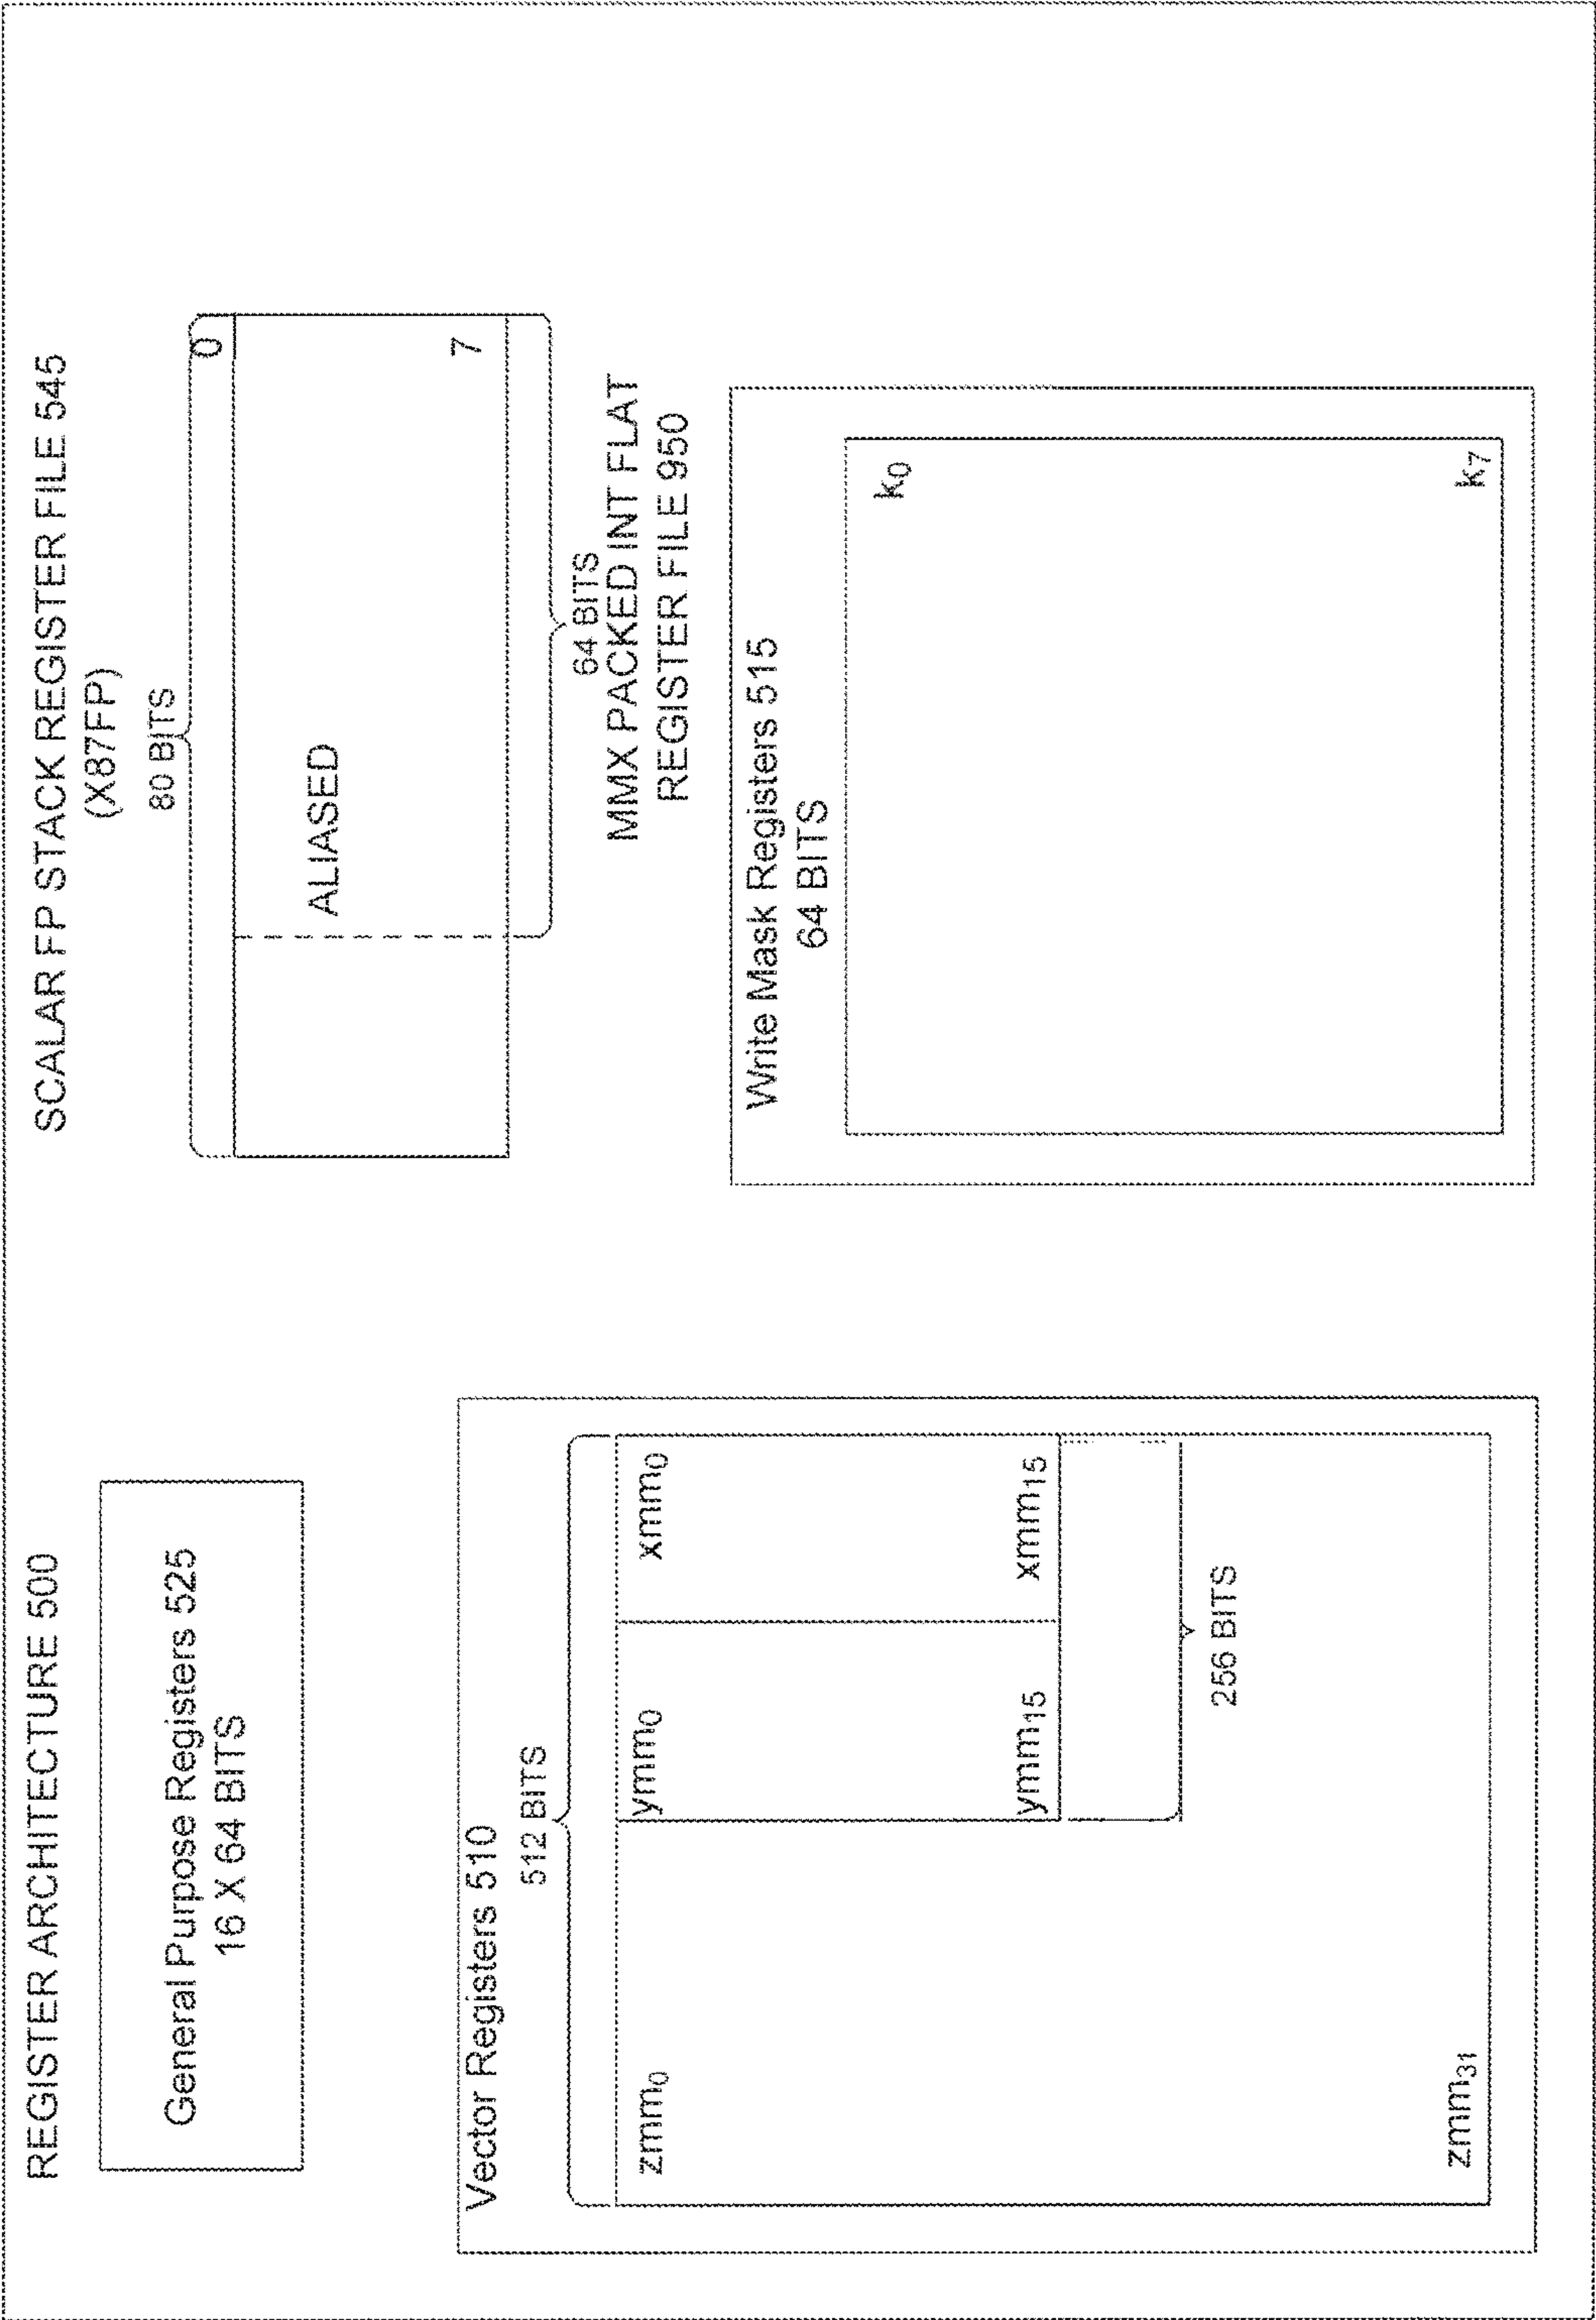 REGISTER ARCHITECTURE 500
General Purpose Registers 525
16 X 64 BITS
Vector Registers 510
512 BITS
zmm0
ymm0
xmm0
ymm15
xmm15
256 BITS
zmm31
SCALAR FP STACK REGISTER FILE 545
(X87FP)
80 BITS
0
ALIASED
7
64 BITS
MMX PACKED INT FLAT
REGISTER FILE 950
Write Mask Registers 515
64 BITS
k0
k7